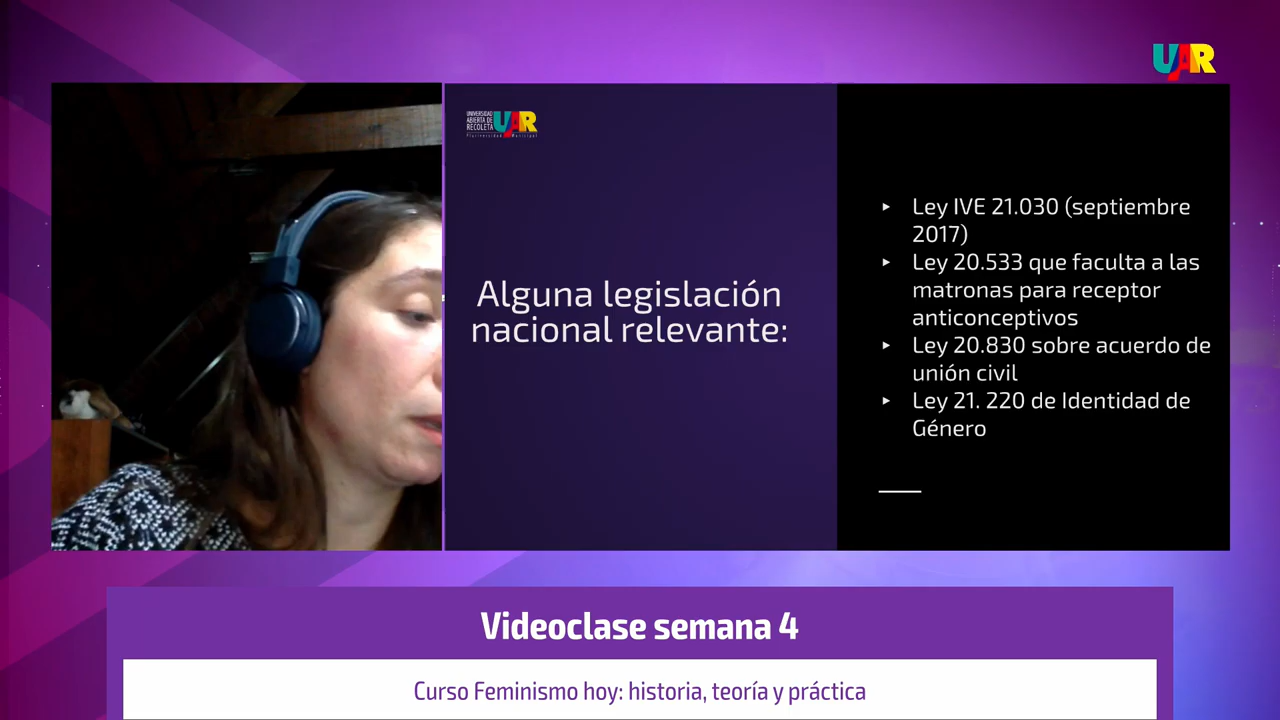 UAR
UNIVERSIDAD
ABIERTA DE
RECOLETA
UAR
Pluriversidad Municipal
Alguna legislación
nacional relevante:
▸ Ley IVE 21.030 (septiembre
2017)
▸ Ley 20.533 que faculta a las
matronas para receptor
anticonceptivos
▸ Ley 20.830 sobre acuerdo de
unión civil
▸ Ley 21. 220 de Identidad de
Género
Videoclase semana 4
Curso Feminismo hoy: historia, teoría y práctica